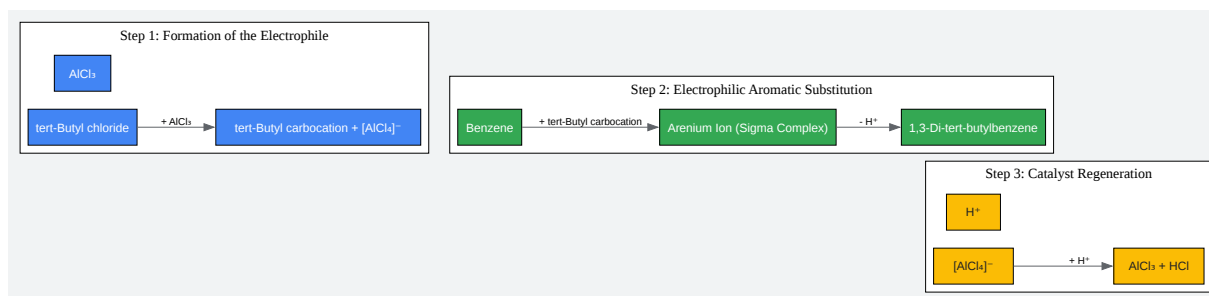 Step 1: Formation of the Electrophile
AlCl₃
tert-Butyl chloride
+ AlCl₃
tert-Butyl carbocation + [AlCl₄]⁻
Step 2: Electrophilic Aromatic Substitution
Benzene
+ tert-Butyl carbocation
Arenium Ion (Sigma Complex)
- H⁺
1,3-Di-tert-butylbenzene
Step 3: Catalyst Regeneration
H⁺
[AlCl₄]⁻
+ H⁺
AlCl₃ + HCl